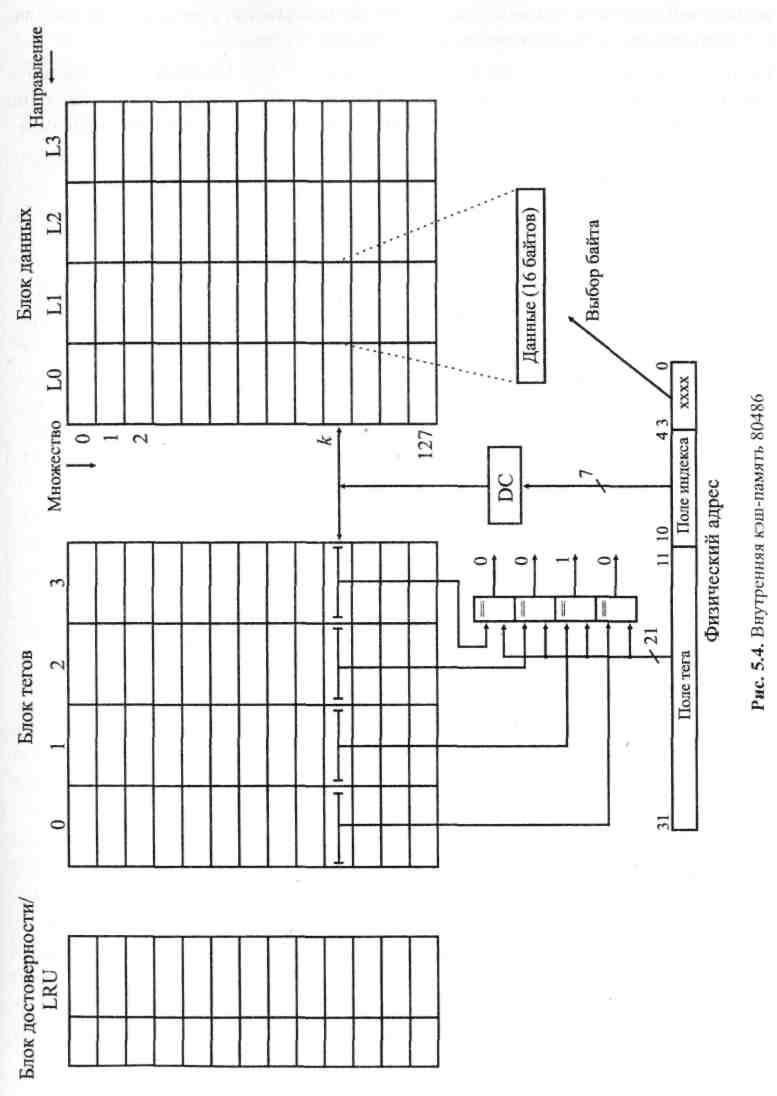 Блок достоверности/
LRU
Блок тегов
0 1 2 3
Множество
0
1
2
k
127
Блок данных
L0 L1 L2 L3
Направление
0
0
1
0
DC
7
21
Данные (16 байтов)
Выбор байта
31 11 10 4 3 0
Поле тега
Поле индекса
xxxx
Физический адрес
Рис. 5.4. Внутренняя кэш-память 80486